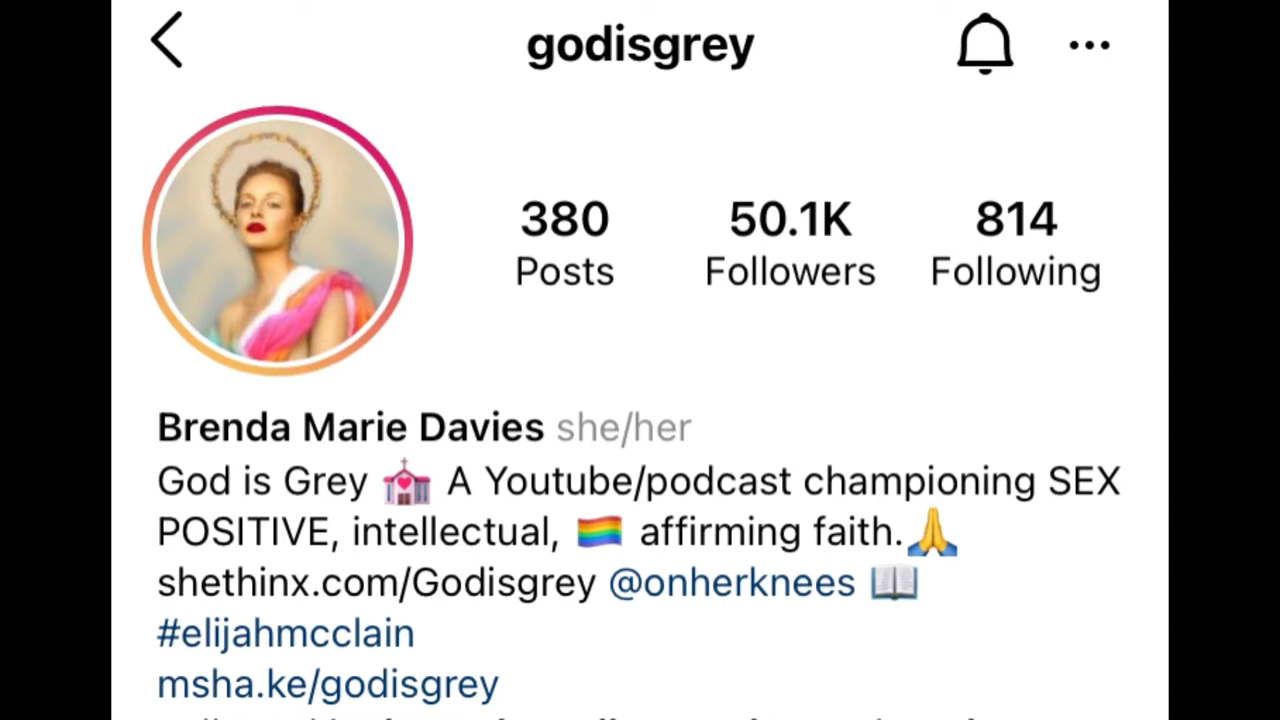 godisgrey
380 50.1K 814
Posts Followers Following
Brenda Marie Davies she/her
God is Grey 💒 A Youtube/podcast championing SEX
POSITIVE, intellectual, 🏳️‍🌈 affirming faith.🙏
shethinx.com/Godisgrey @onherknees 📖
#elijahmcclain
msha.ke/godisgrey